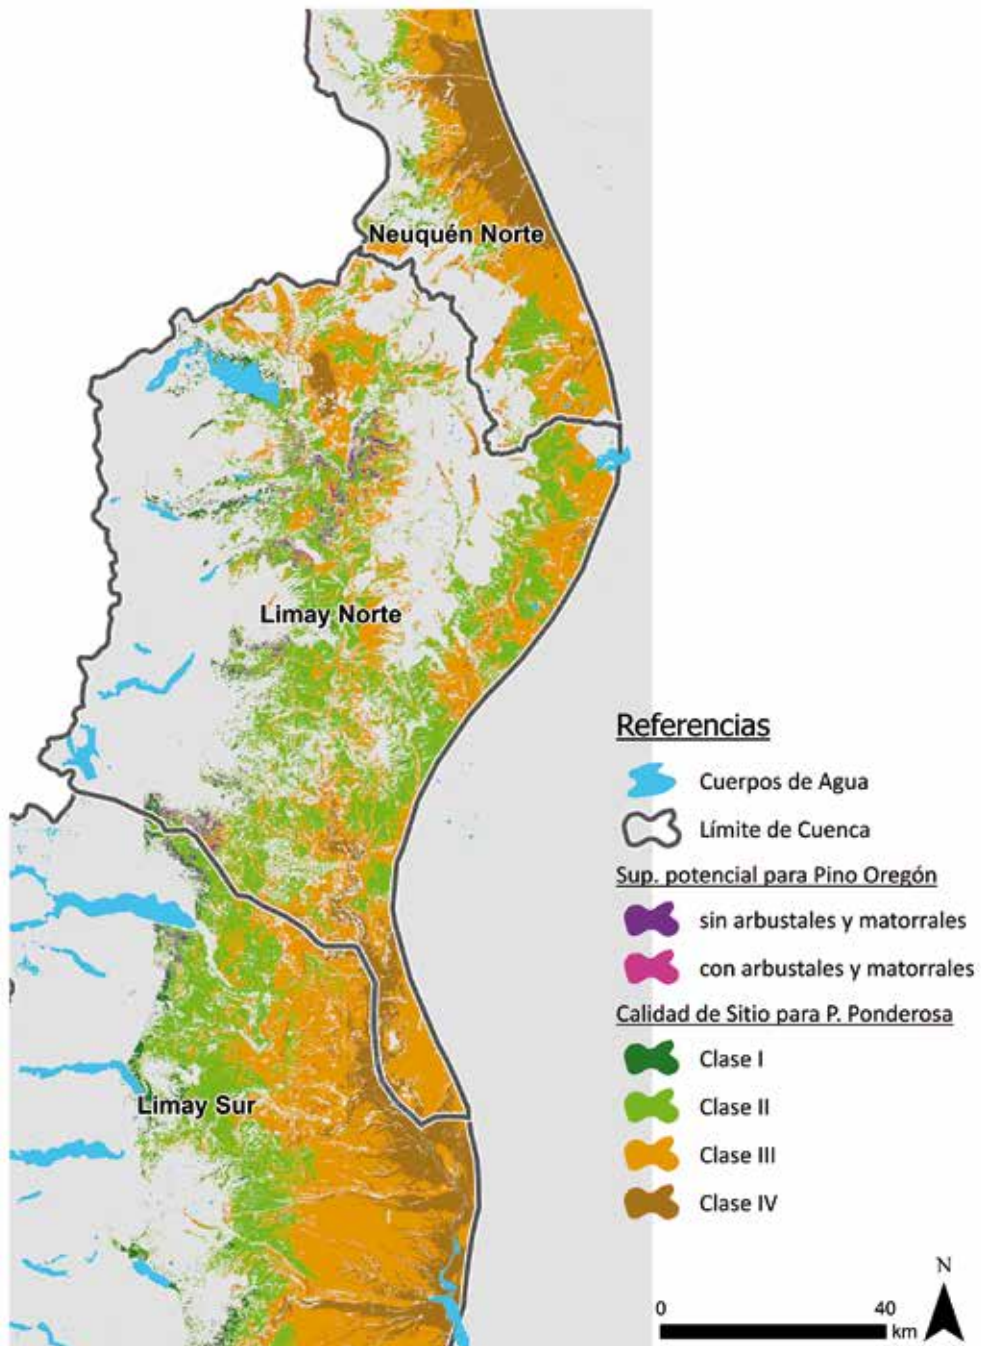 Neuquén Norte
Limay Norte
Limay Sur
Referencias
Cuerpos de Agua
Límite de Cuenca
Sup. potencial para Pino Oregón
sin arbustales y matorrales
con arbustales y matorrales
Calidad de Sitio para P. Ponderosa
Clase I
Clase II
Clase III
Clase IV
N
0 40
km